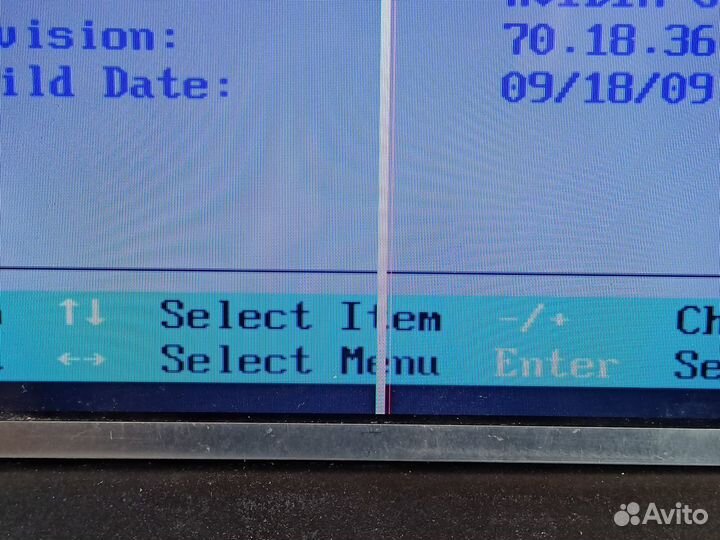 vision: 70.18.36
ild Date: 09/18/09
↑↓ Select Item -/+ Ch
←→ Select Menu Enter Se
Avito